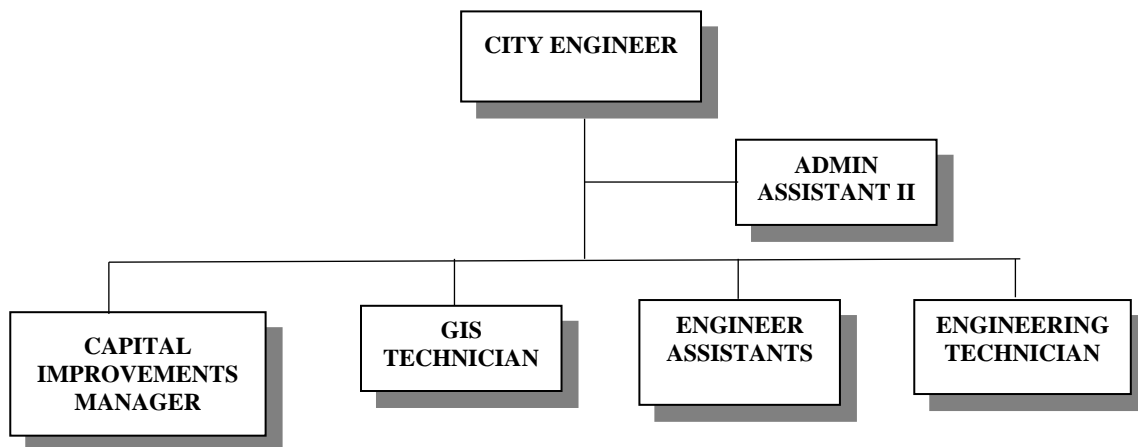 CITY ENGINEER
ADMIN
ASSISTANT II
CAPITAL
IMPROVEMENTS
MANAGER
GIS
TECHNICIAN
ENGINEER
ASSISTANTS
ENGINEERING
TECHNICIAN